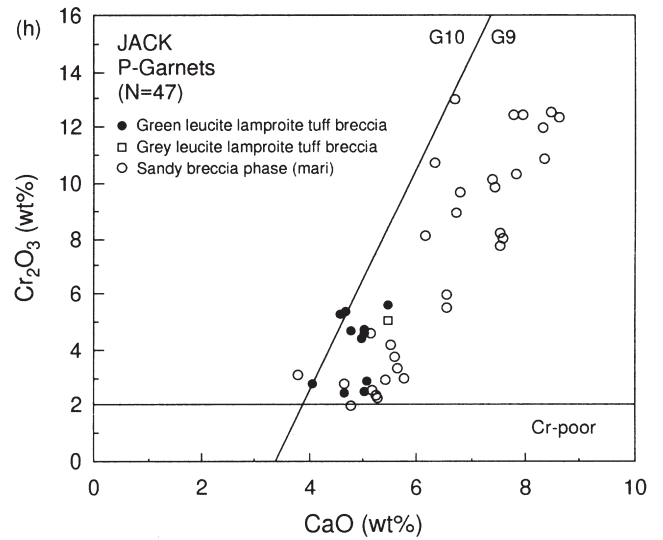 (h)
JACK
P-Garnets
(N=47)
G10 G9
Green leucite lamproite tuff breccia
Grey leucite lamproite tuff breccia
Sandy breccia phase (mari)
Cr-poor
Cr2O3 (wt%)
16
14
12
10
8
6
4
2
0
0 2 4 6 8 10
CaO (wt%)